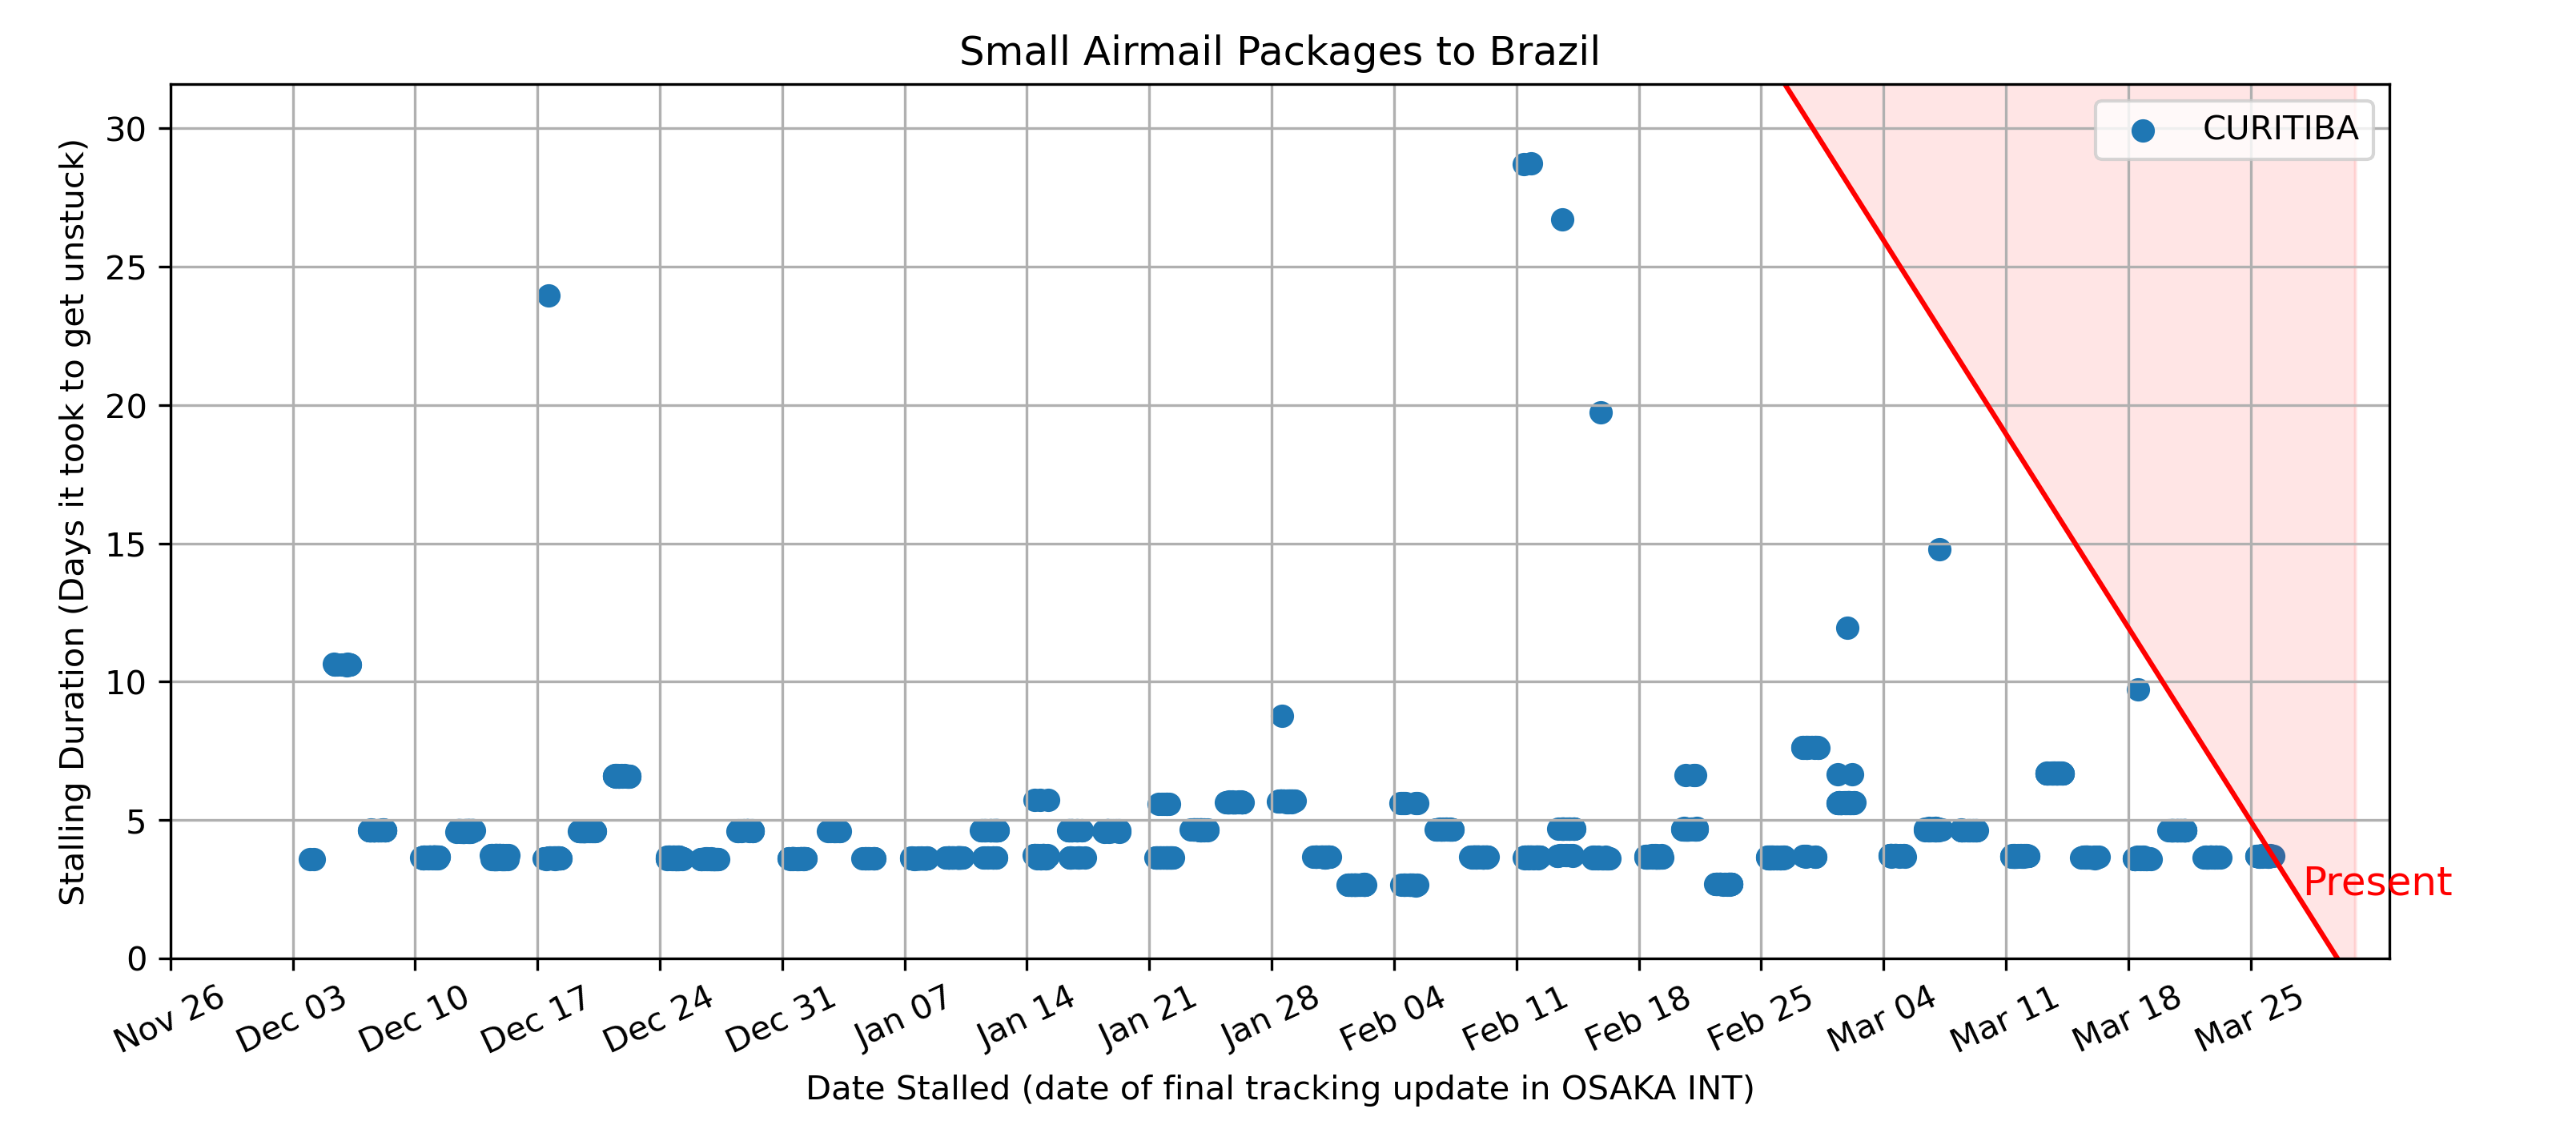 Small Airmail Packages to Brazil
Stalling Duration (Days it took to get unstuck)
30
25
20
15
10
5
0
CURITIBA
Present
Nov 26
Dec 03
Dec 10
Dec 17
Dec 24
Dec 31
Jan 07
Jan 14
Jan 21
Jan 28
Feb 04
Feb 11
Feb 18
Feb 25
Mar 04
Mar 11
Mar 18
Mar 25
Date Stalled (date of final tracking update in OSAKA INT)